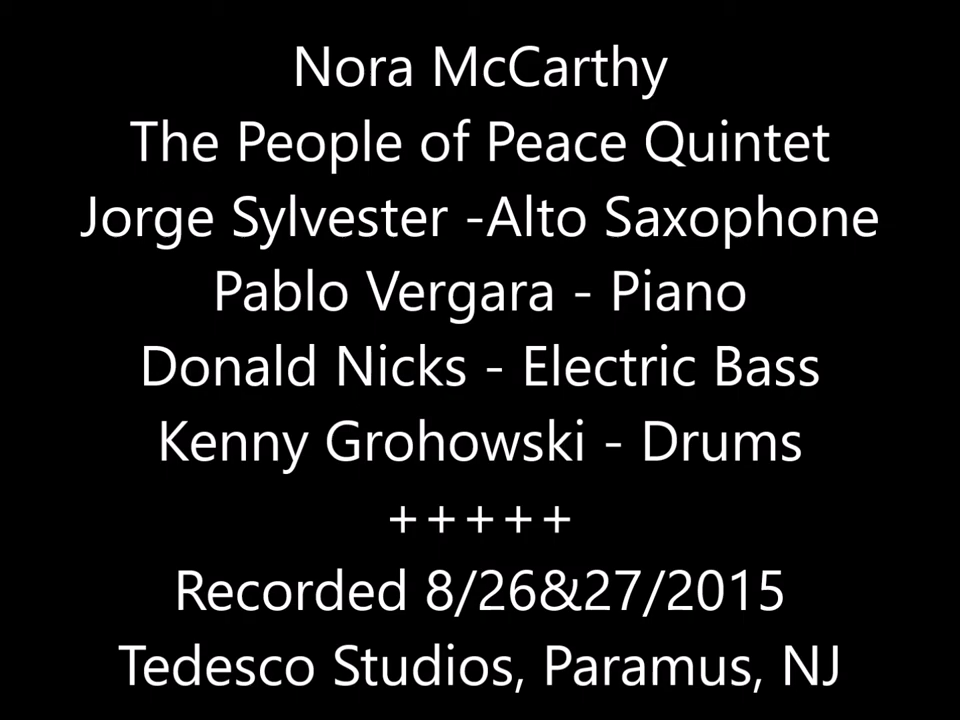 Nora McCarthy
The People of Peace Quintet
Jorge Sylvester -Alto Saxophone
Pablo Vergara - Piano
Donald Nicks - Electric Bass
Kenny Grohowski - Drums
+++++
Recorded 8/26&27/2015
Tedesco Studios, Paramus, NJ